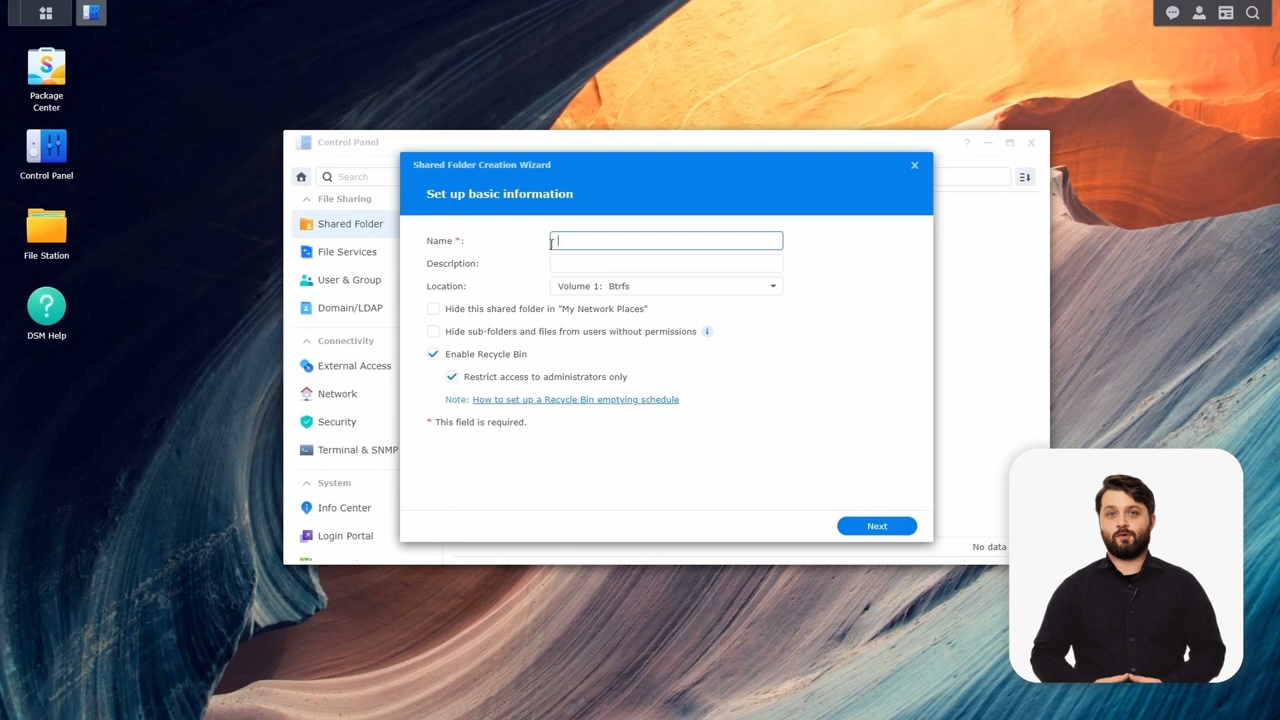 Package
Center
Control Panel
File Station
DSM Help
Control Panel
Search
File Sharing
Shared Folder
File Services
User & Group
Domain/LDAP
Connectivity
External Access
Network
Security
Terminal & SNMP
System
Info Center
Login Portal
Shared Folder Creation Wizard
Set up basic information
Name *:
Description:
Location: Volume 1: Btrfs
Hide this shared folder in "My Network Places"
Hide sub-folders and files from users without permissions
Enable Recycle Bin
Restrict access to administrators only
Note: How to set up a Recycle Bin emptying schedule
* This field is required.
Next
No data